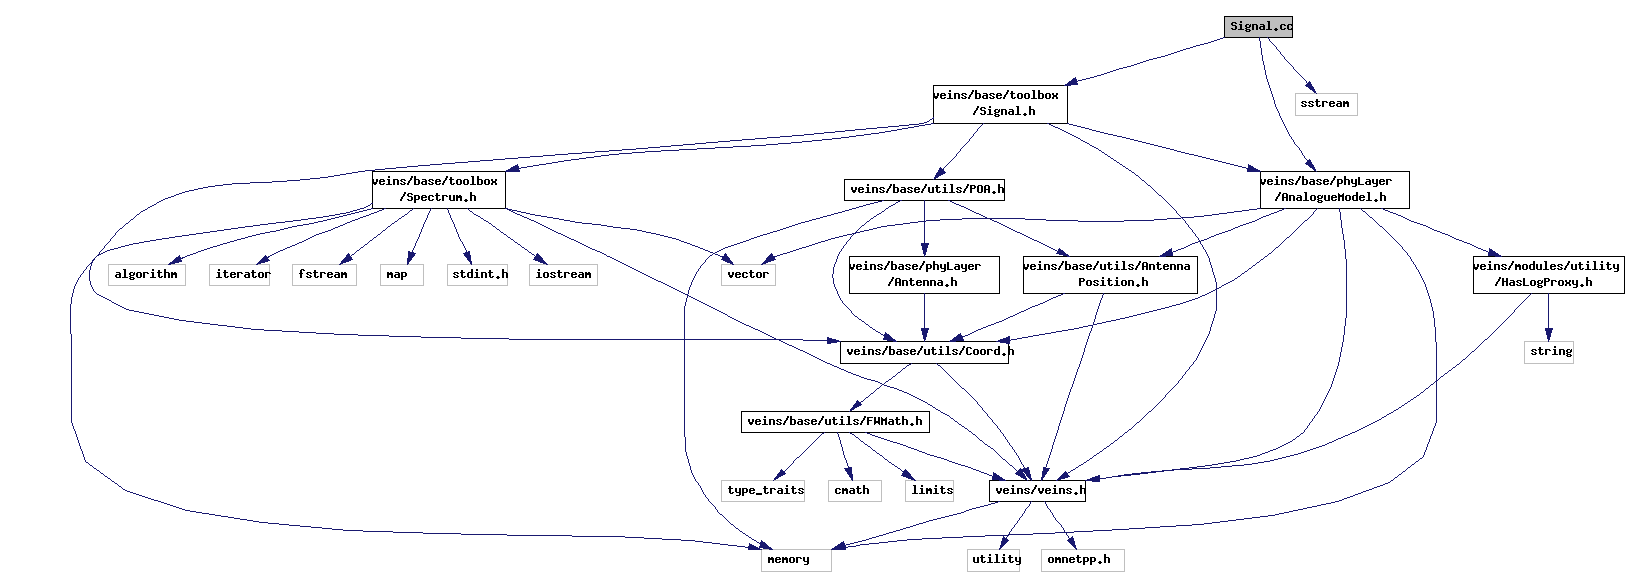 Signal.cc
veins/base/toolbox
/Signal.h
sstream
veins/base/toolbox
/Spectrum.h
veins/base/utils/POA.h
veins/base/phyLayer
/AnalogueModel.h
algorithm
iterator
fstream
map
stdint.h
iostream
vector
veins/base/phyLayer
/Antenna.h
veins/base/utils/Antenna
Position.h
veins/modules/utility
/HasLogProxy.h
veins/base/utils/Coord.h
string
veins/base/utils/FWMath.h
type_traits
cmath
limits
veins/veins.h
memory
utility
omnetpp.h